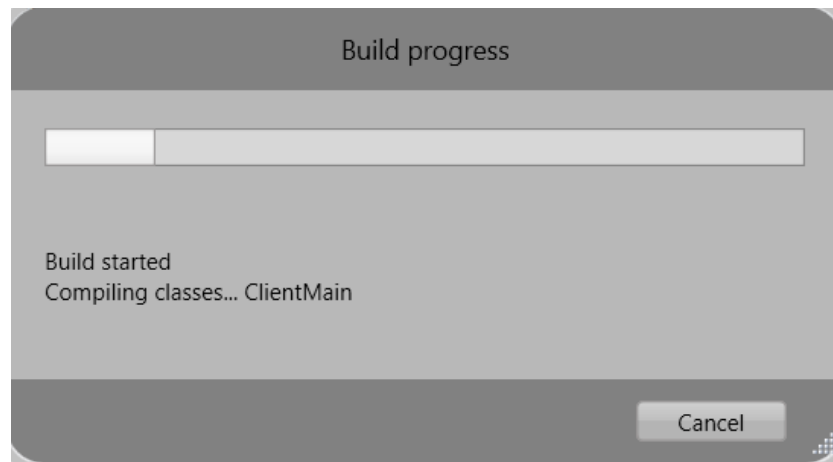 Build progress
Build started
Compiling classes... ClientMain
Cancel